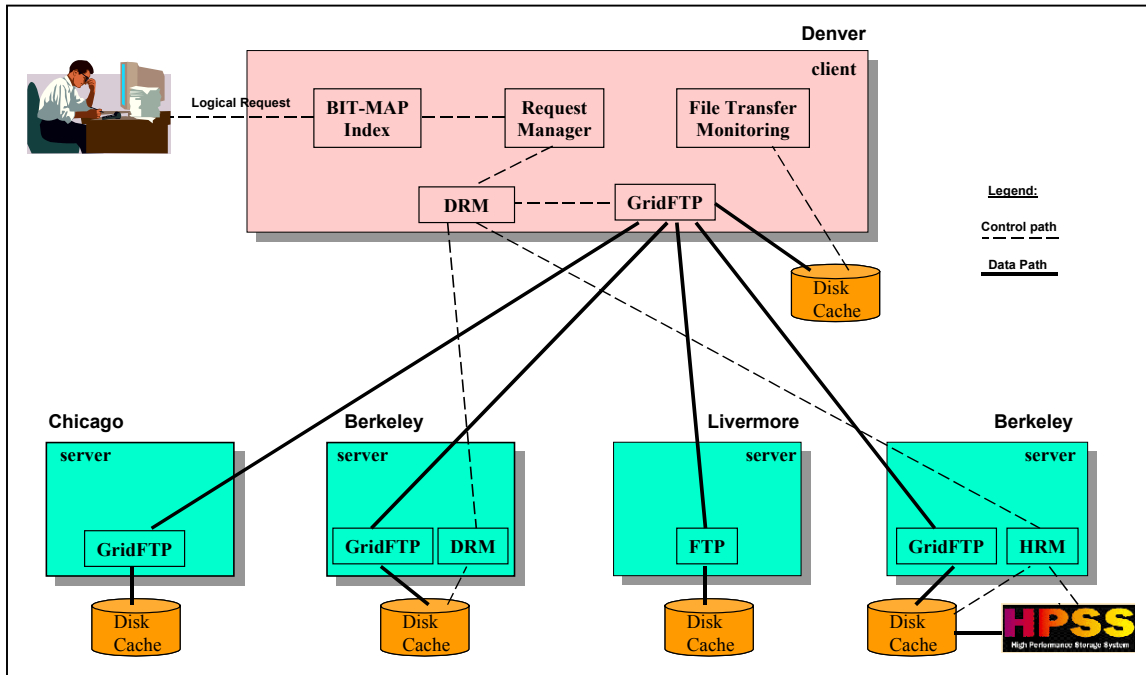 Denver
client
Logical Request
BIT-MAP
Index
Request
Manager
File Transfer
Monitoring
DRM
GridFTP
Disk
Cache
Legend:
Control path
Data Path
Chicago
server
GridFTP
Disk
Cache
Berkeley
server
GridFTP
DRM
Disk
Cache
Livermore
server
FTP
Disk
Cache
Berkeley
server
GridFTP
HRM
Disk
Cache
HPSS
High Performance Storage System